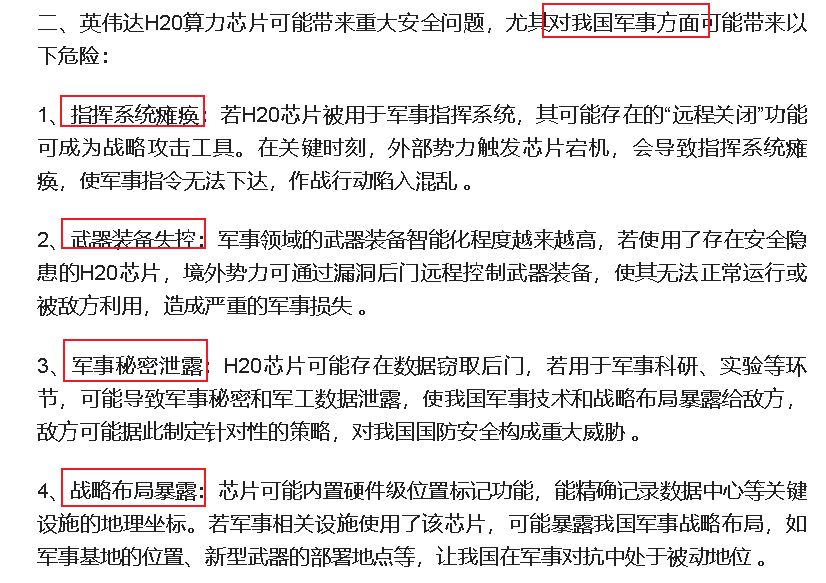 二、英伟达H20算力芯片可能带来重大安全问题，尤其对我国军事方面可能带来以
下危险：
1、指挥系统瘫痪：若H20芯片被用于军事指挥系统，其可能存在的“远程关闭”功能
可成为战略攻击工具。在关键时刻，外部势力触发芯片宕机，会导致指挥系统瘫
痪，使军事指令无法下达，作战行动陷入混乱 。
2、武器装备失控：军事领域的武器装备智能化程度越来越高，若使用了存在安全隐
患的H20芯片，境外势力可通过漏洞后门远程控制武器装备，使其无法正常运行或
被敌方利用，造成严重的军事损失 。
3、军事秘密泄露：H20芯片可能存在数据窃取后门，若用于军事科研、实验等环
节，可能导致军事秘密和军工数据泄露，使我国军事技术和战略布局暴露给敌方，
敌方可能据此制定针对性的策略，对我国国防安全构成重大威胁 。
4、战略布局暴露：芯片可能内置硬件级位置标记功能，能精确记录数据中心等关键
设施的地理坐标。若军事相关设施使用了该芯片，可能暴露我国军事战略布局，如
军事基地的位置、新型武器的部署地点等，让我国在军事对抗中处于被动地位 。